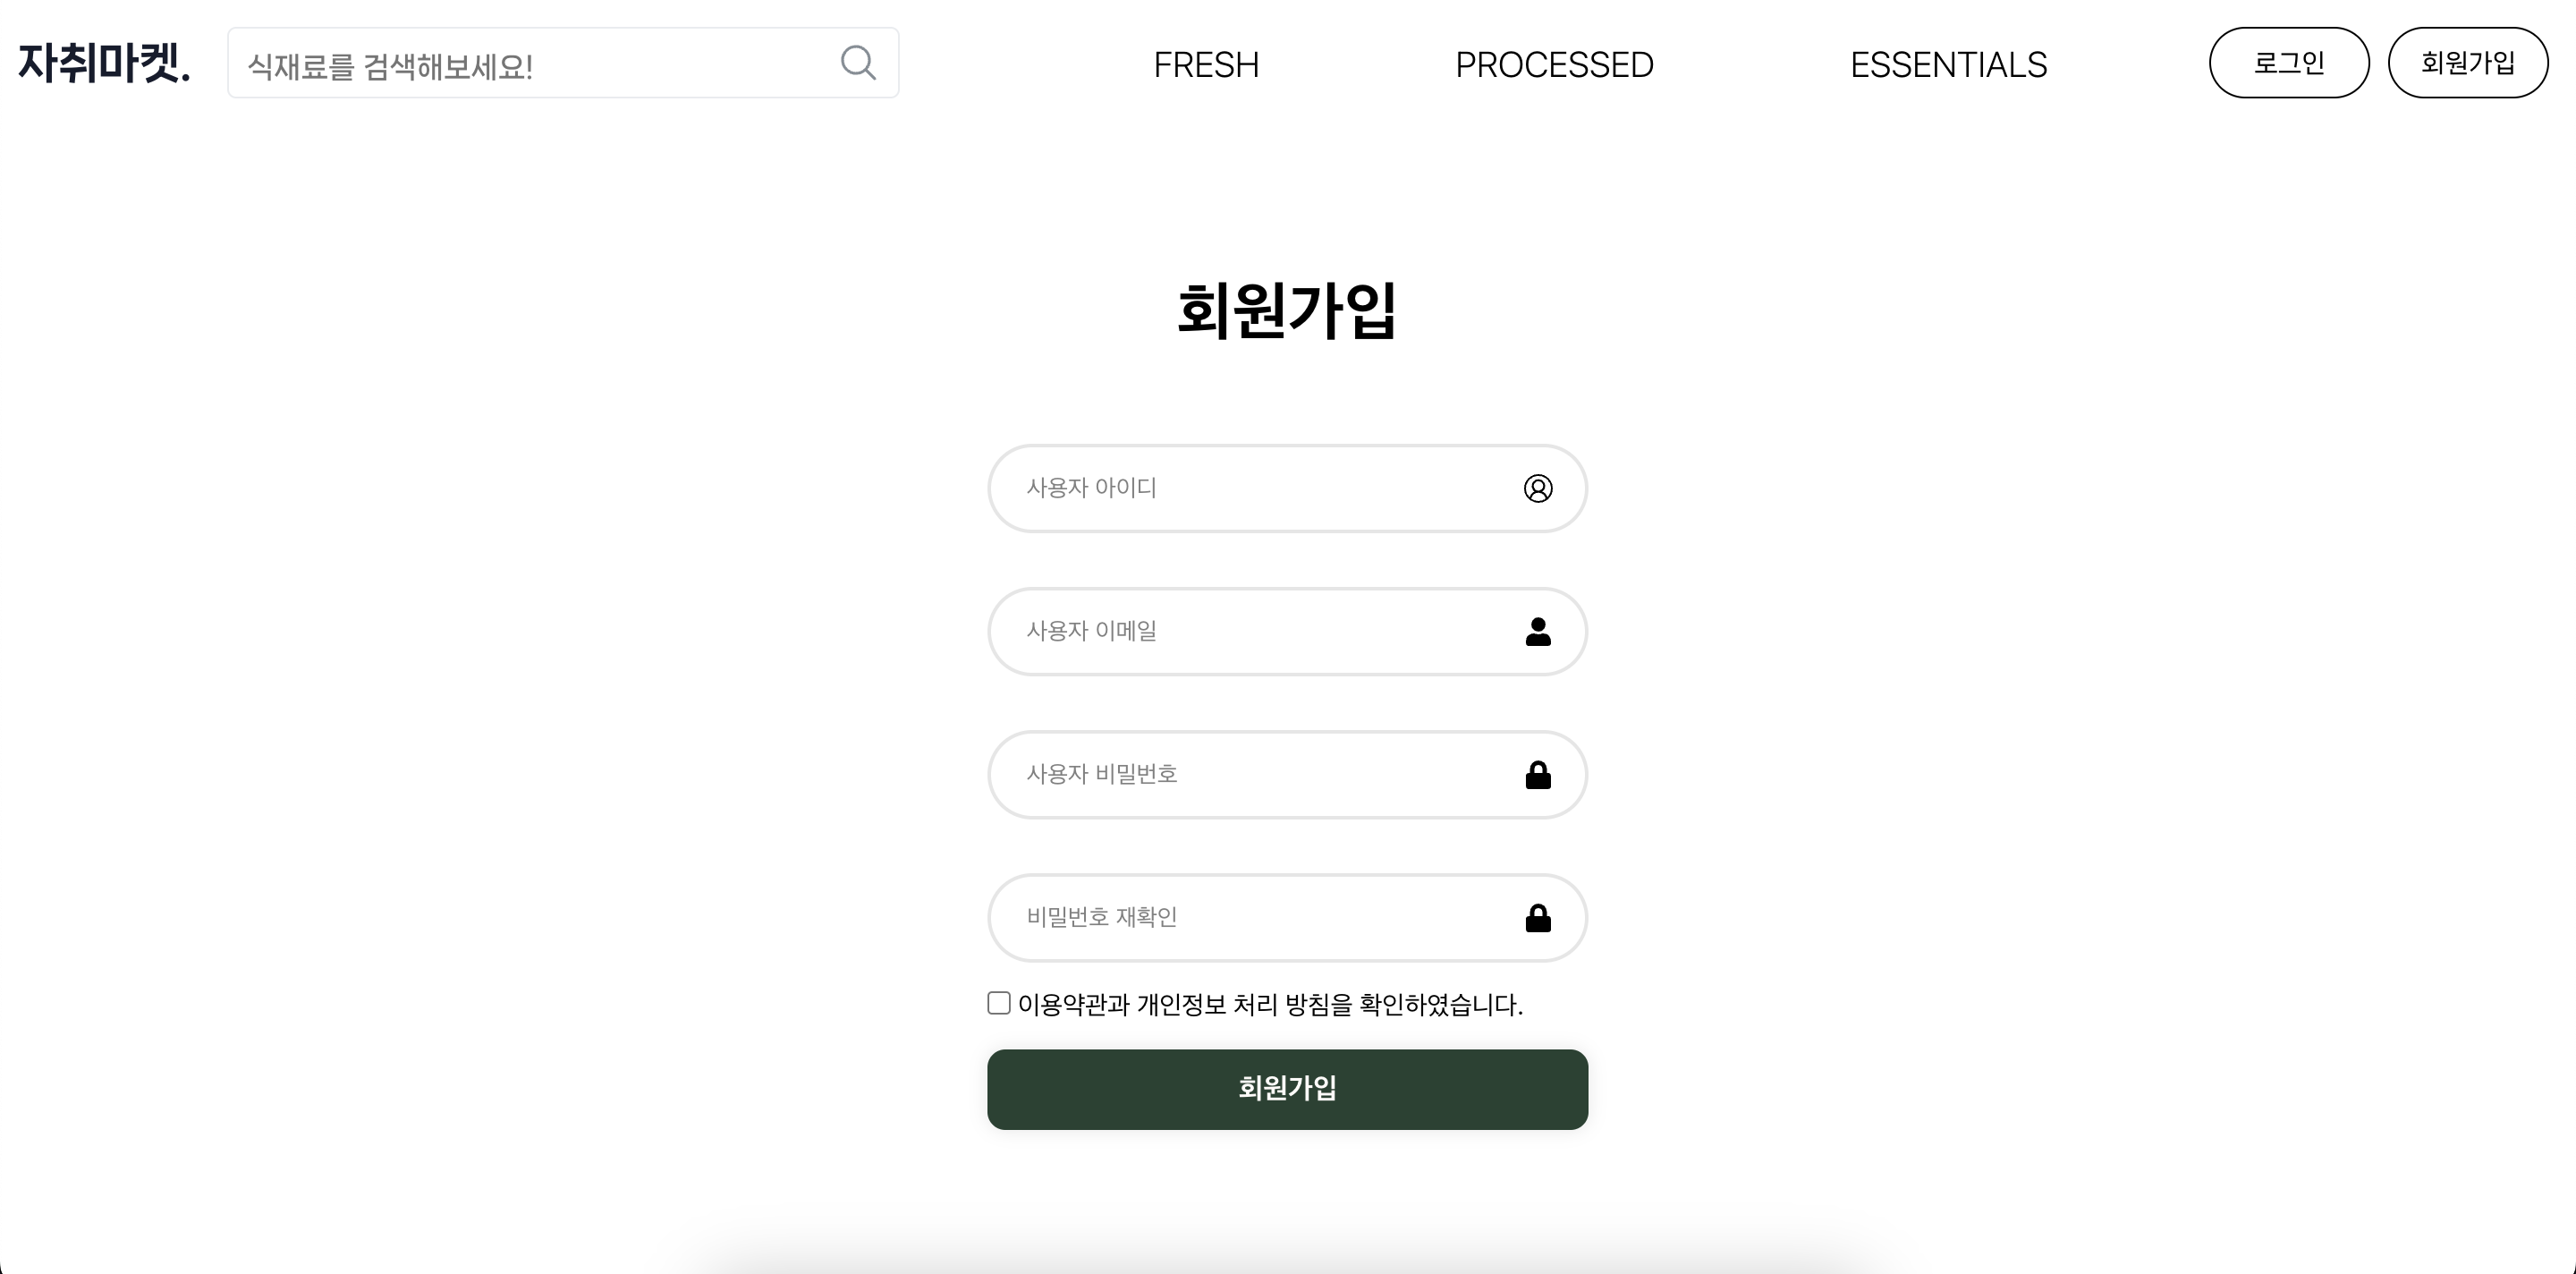 자취마켓.
식재료를 검색해보세요!
FRESH
PROCESSED
ESSENTIALS
로그인
회원가입
회원가입
사용자 아이디
사용자 이메일
사용자 비밀번호
비밀번호 재확인
이용약관과 개인정보 처리 방침을 확인하였습니다.
회원가입